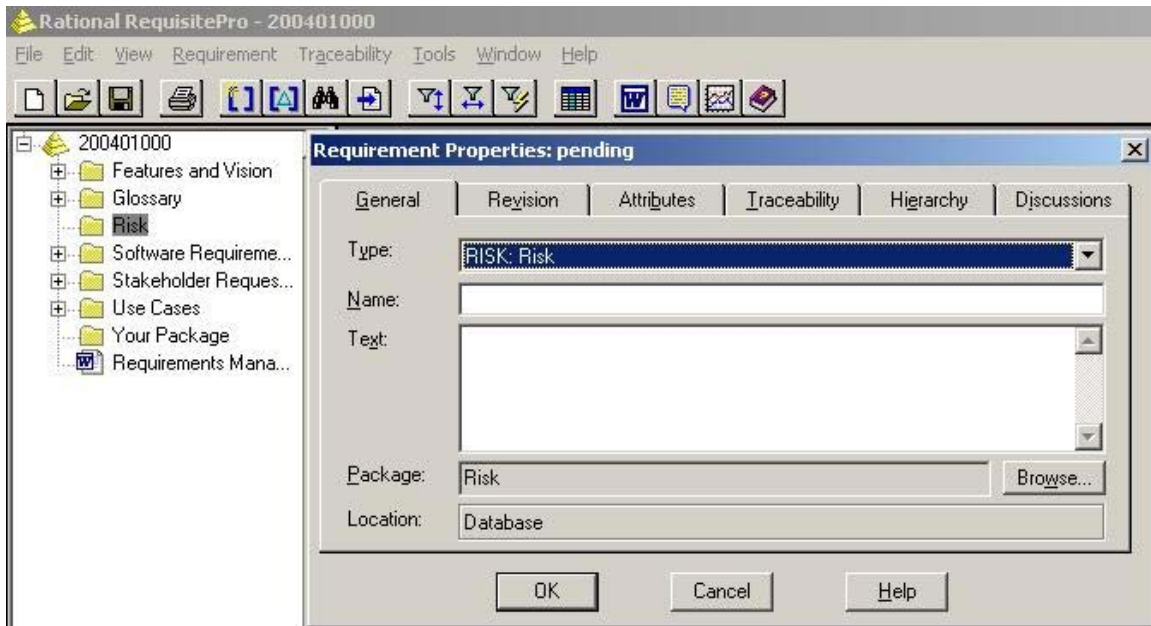 Rational RequisitePro - 200401000
File Edit View Requirement Traceability Tools Window Help
200401000
Features and Vision
Glossary
Risk
Software Requireme...
Stakeholder Reques...
Use Cases
Your Package
Requirements Mana...
Requirement Properties: pending
General Revision Attributes Traceability Hierarchy Discussions
Type: RISK: Risk
Name:
Text:
Package: Risk Browse...
Location: Database
OK Cancel Help